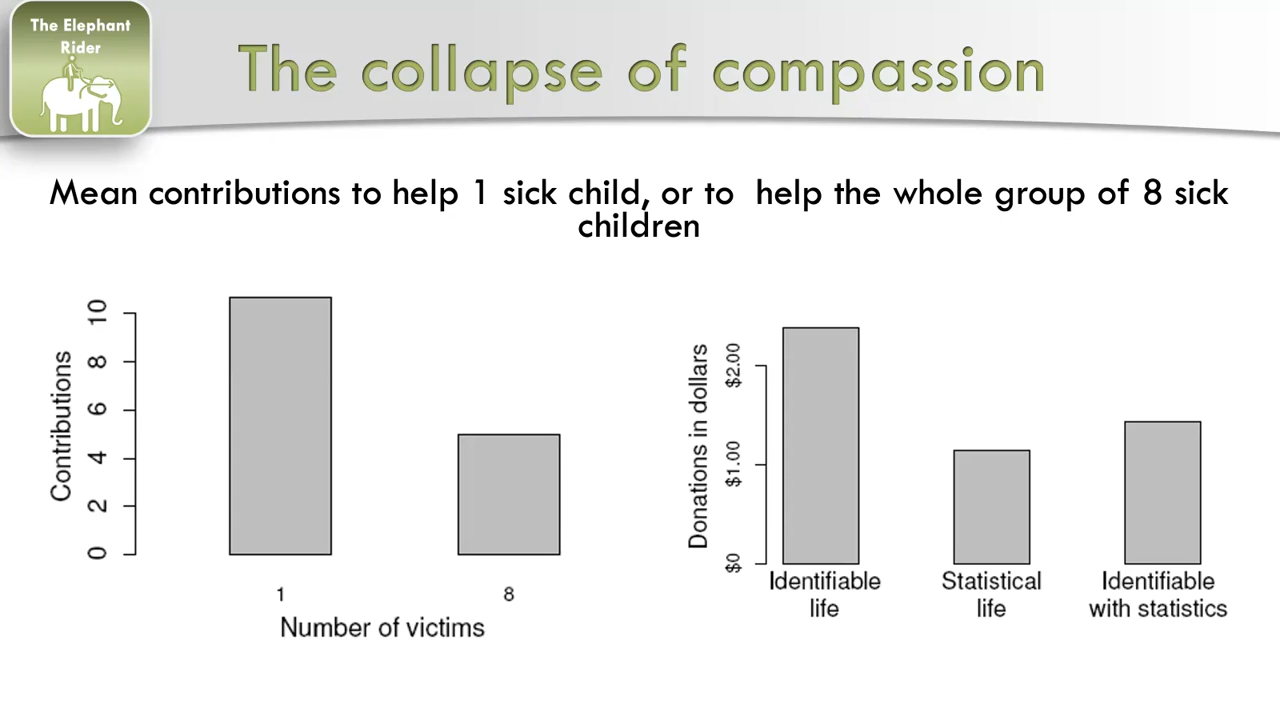 The Elephant
Rider
The collapse of compassion
Mean contributions to help 1 sick child, or to  help the whole group of 8 sick
children
Contributions
10
8
6
4
2
0
1
8
Number of victims
Donations in dollars
$2.00
$1.00
$0
Identifiable
life
Statistical
life
Identifiable
with statistics